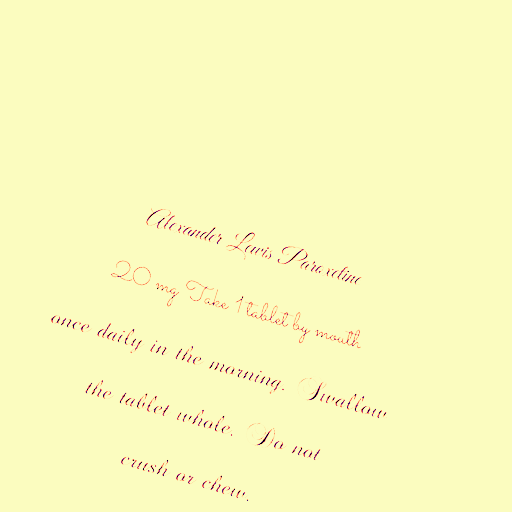 Alexander Lewis Paroxetine
20 mg Take 1 tablet by mouth
once daily in the morning. Swallow
the tablet whole. Do not
crush or chew.